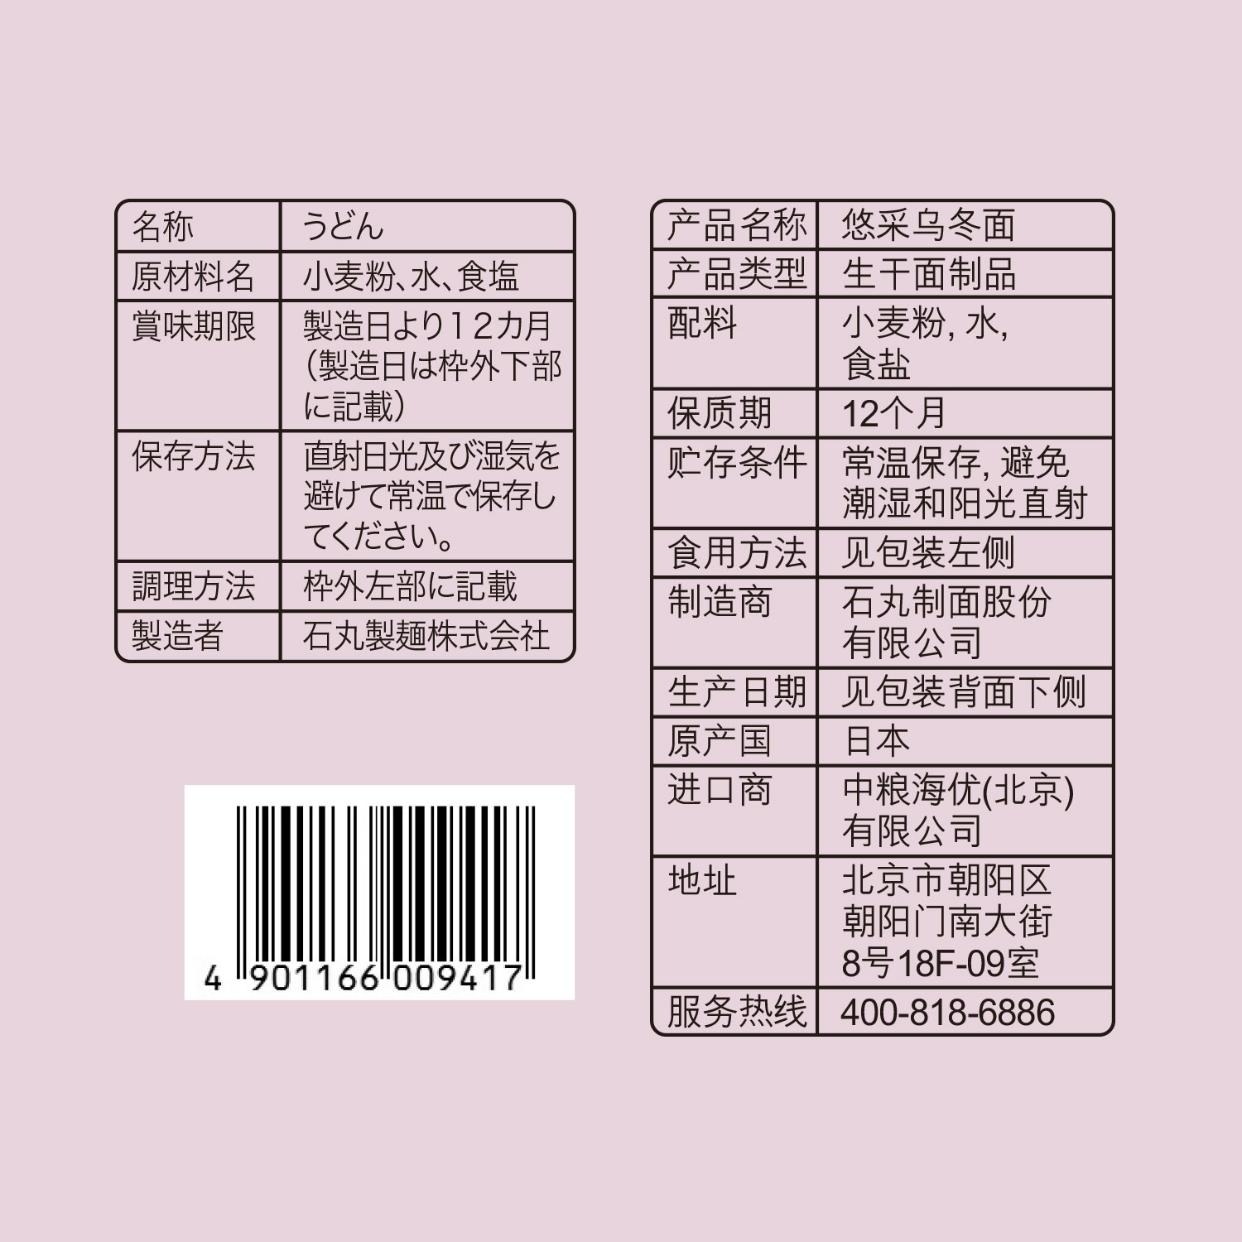 名称 うどん
原材料名 小麦粉、水、食塩
賞味期限 製造日より12カ月
(製造日は枠外下部
に記載)
保存方法 直射日光及び湿気を
避けて常温で保存し
てください。
調理方法 枠外左部に記載
製造者 石丸製麺株式会社
4 901166 009417
产品名称 悠采乌冬面
产品类型 生干面制品
配料 小麦粉, 水,
食盐
保质期 12个月
贮存条件 常温保存, 避免
潮湿和阳光直射
食用方法 见包装左侧
制造商 石丸制面股份
有限公司
生产日期 见包装背面下侧
原产国 日本
进口商 中粮海优(北京)
有限公司
地址 北京市朝阳区
朝阳门南大街
8号18F-09室
服务热线 400-818-6886